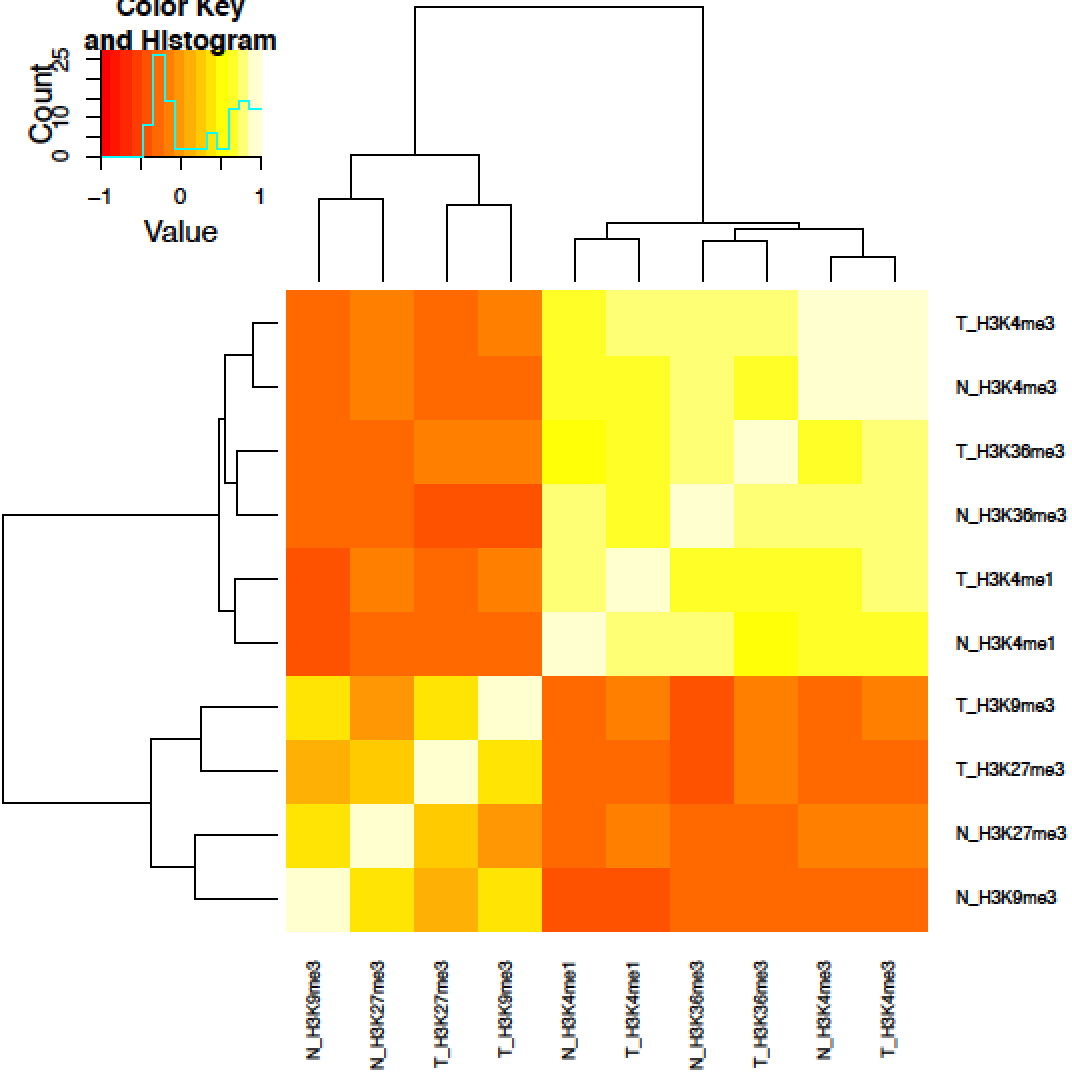 Color Key
and Histogram
Count
25
10
0
−1 0 1
Value
T_H3K4me3
N_H3K4me3
T_H3K36me3
N_H3K36me3
T_H3K4me1
N_H3K4me1
T_H3K9me3
T_H3K27me3
N_H3K27me3
N_H3K9me3
N_H3K9me3
N_H3K27me3
T_H3K27me3
T_H3K9me3
N_H3K4me1
T_H3K4me1
N_H3K36me3
T_H3K36me3
N_H3K4me3
T_H3K4me3